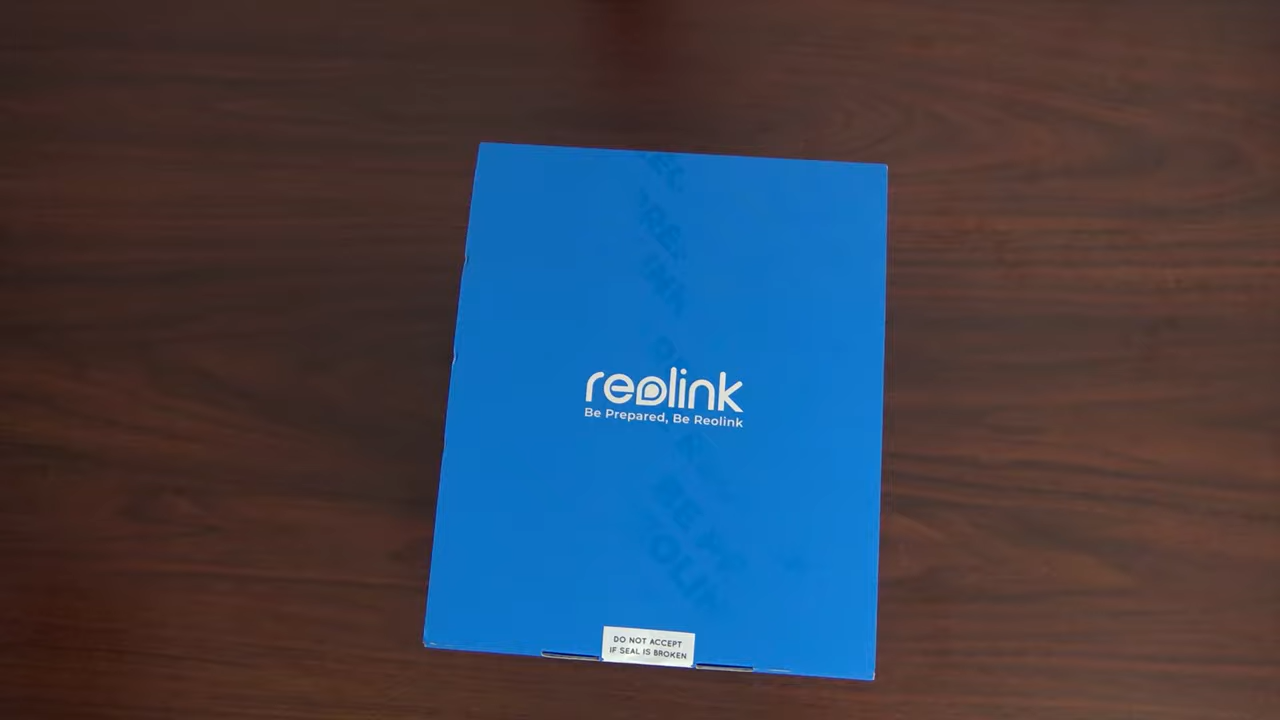 reolink
Be Prepared, Be Reolink
DO NOT ACCEPT
IF SEAL IS BROKEN